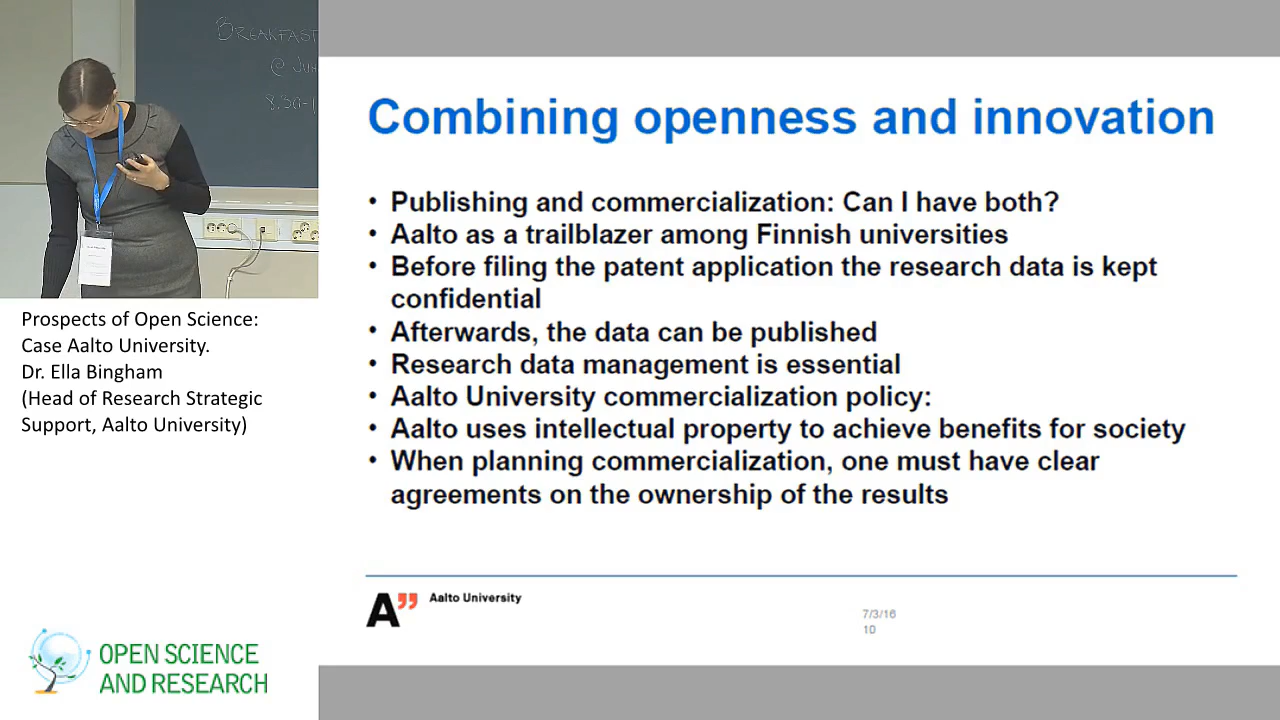 BREAKFAST
@
8.30-1
Prospects of Open Science:
Case Aalto University.
Dr. Ella Bingham
(Head of Research Strategic
Support, Aalto University)
OPEN SCIENCE
AND RESEARCH
Combining openness and innovation
• Publishing and commercialization: Can I have both?
• Aalto as a trailblazer among Finnish universities
• Before filing the patent application the research data is kept
confidential
• Afterwards, the data can be published
• Research data management is essential
• Aalto University commercialization policy:
• Aalto uses intellectual property to achieve benefits for society
• When planning commercialization, one must have clear
agreements on the ownership of the results
A”
Aalto University
7/3/16
10